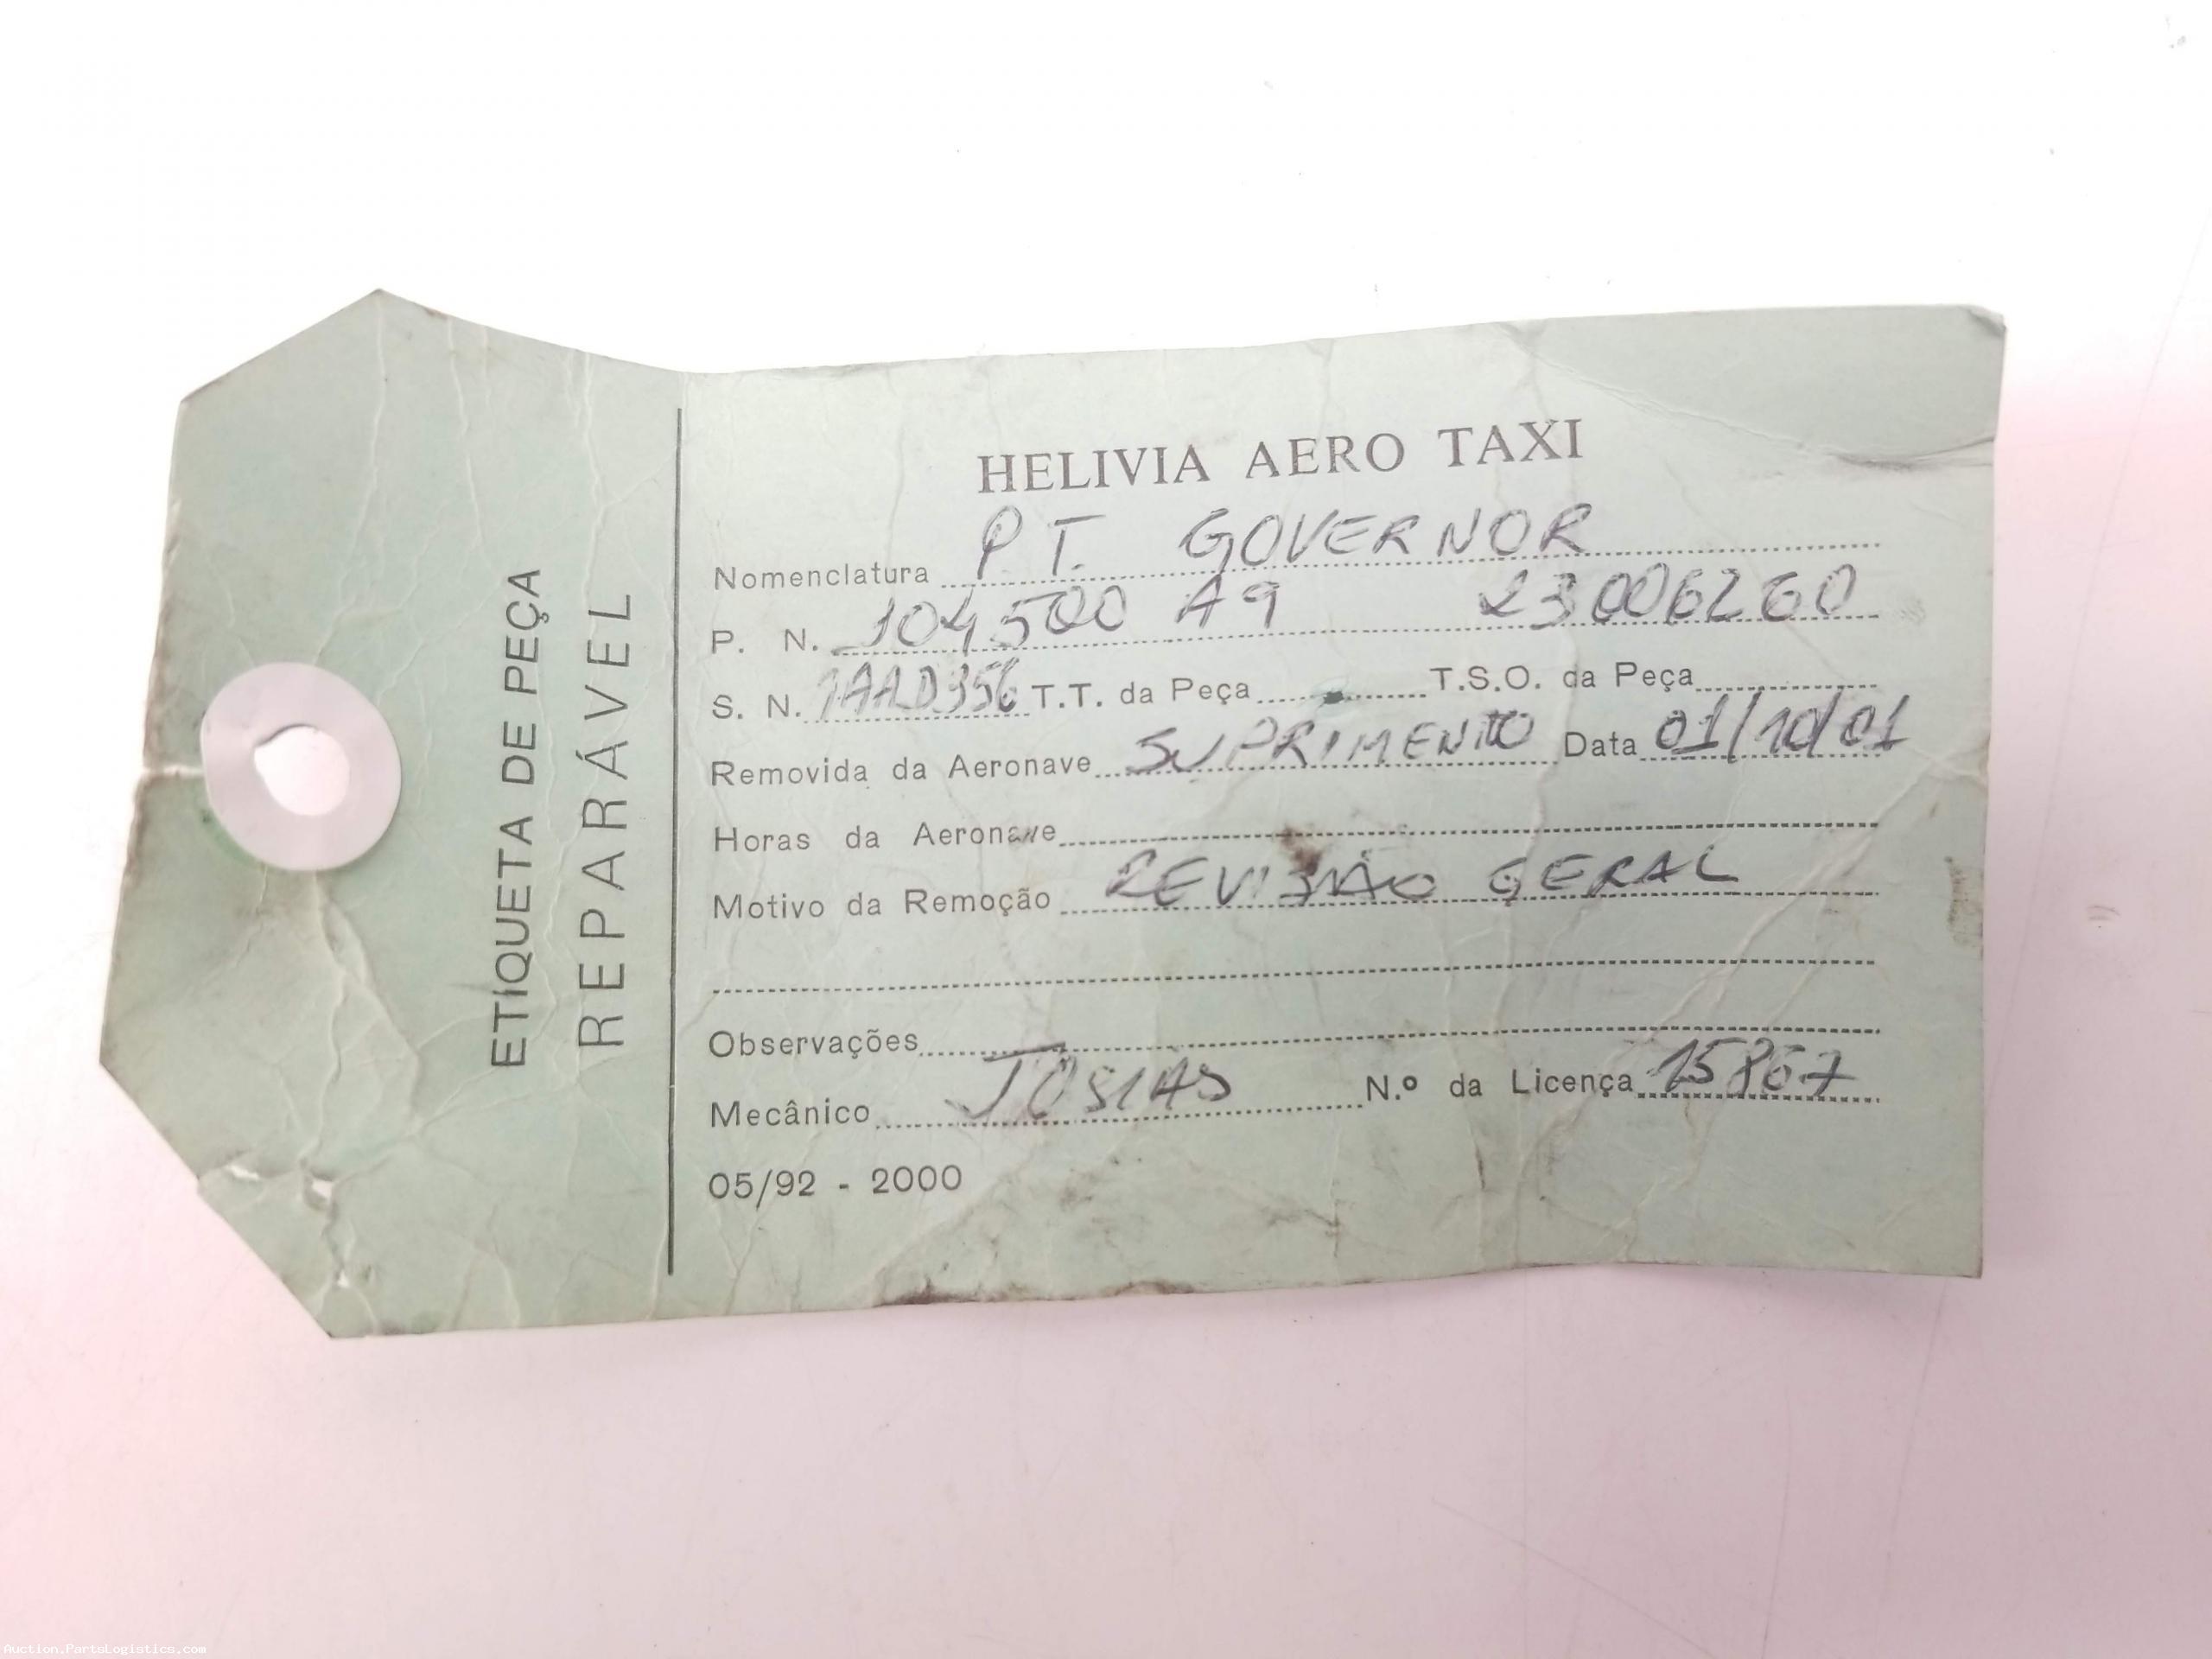 ETIQUETA DE PEÇA
REPARÁVEL
HELIVIA AERO TAXI
Nomenclatura P.T. GOVERNOR
P. N. 104500 A9 23006260
S. N. T.T. da Peça T.S.O. da Peça
Removida da Aeronave SUPRIMENTO Data 01/10/01
Horas da Aeronave
Motivo da Remoção REVISÃO GERAL
Observações
Mecânico JOSIAS N.º da Licença 15867
05/92 - 2000
Auction.PartsLogistics.com